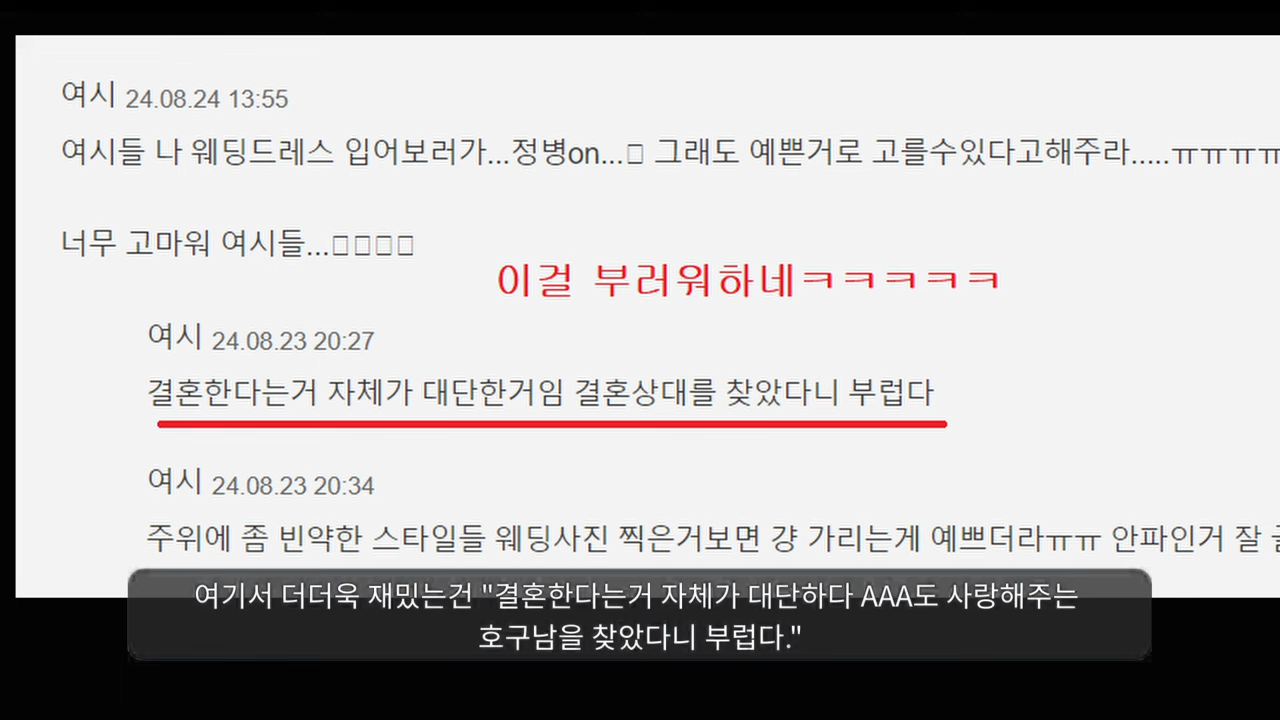 여시 24.08.24 13:55
여시들 나 웨딩드레스 입어보러가...정병on...□ 그래도 예쁜거로 고를수있다고해주라.....ㅠㅠㅠㅠ
너무 고마워 여시들...□□□□
이걸 부러워하네ㅋㅋㅋㅋㅋ
여시 24.08.23 20:27
결혼한다는거 자체가 대단한거임 결혼상대를 찾았다니 부럽다
여시 24.08.23 20:34
주위에 좀 빈약한 스타일들 웨딩사진 찍은거보면 걍 가리는게 예쁘더라ㅠㅠ 안파인거 잘
여기서 더더욱 재밌는건 "결혼한다는거 자체가 대단하다 AAA도 사랑해주는
호구남을 찾았다니 부럽다."